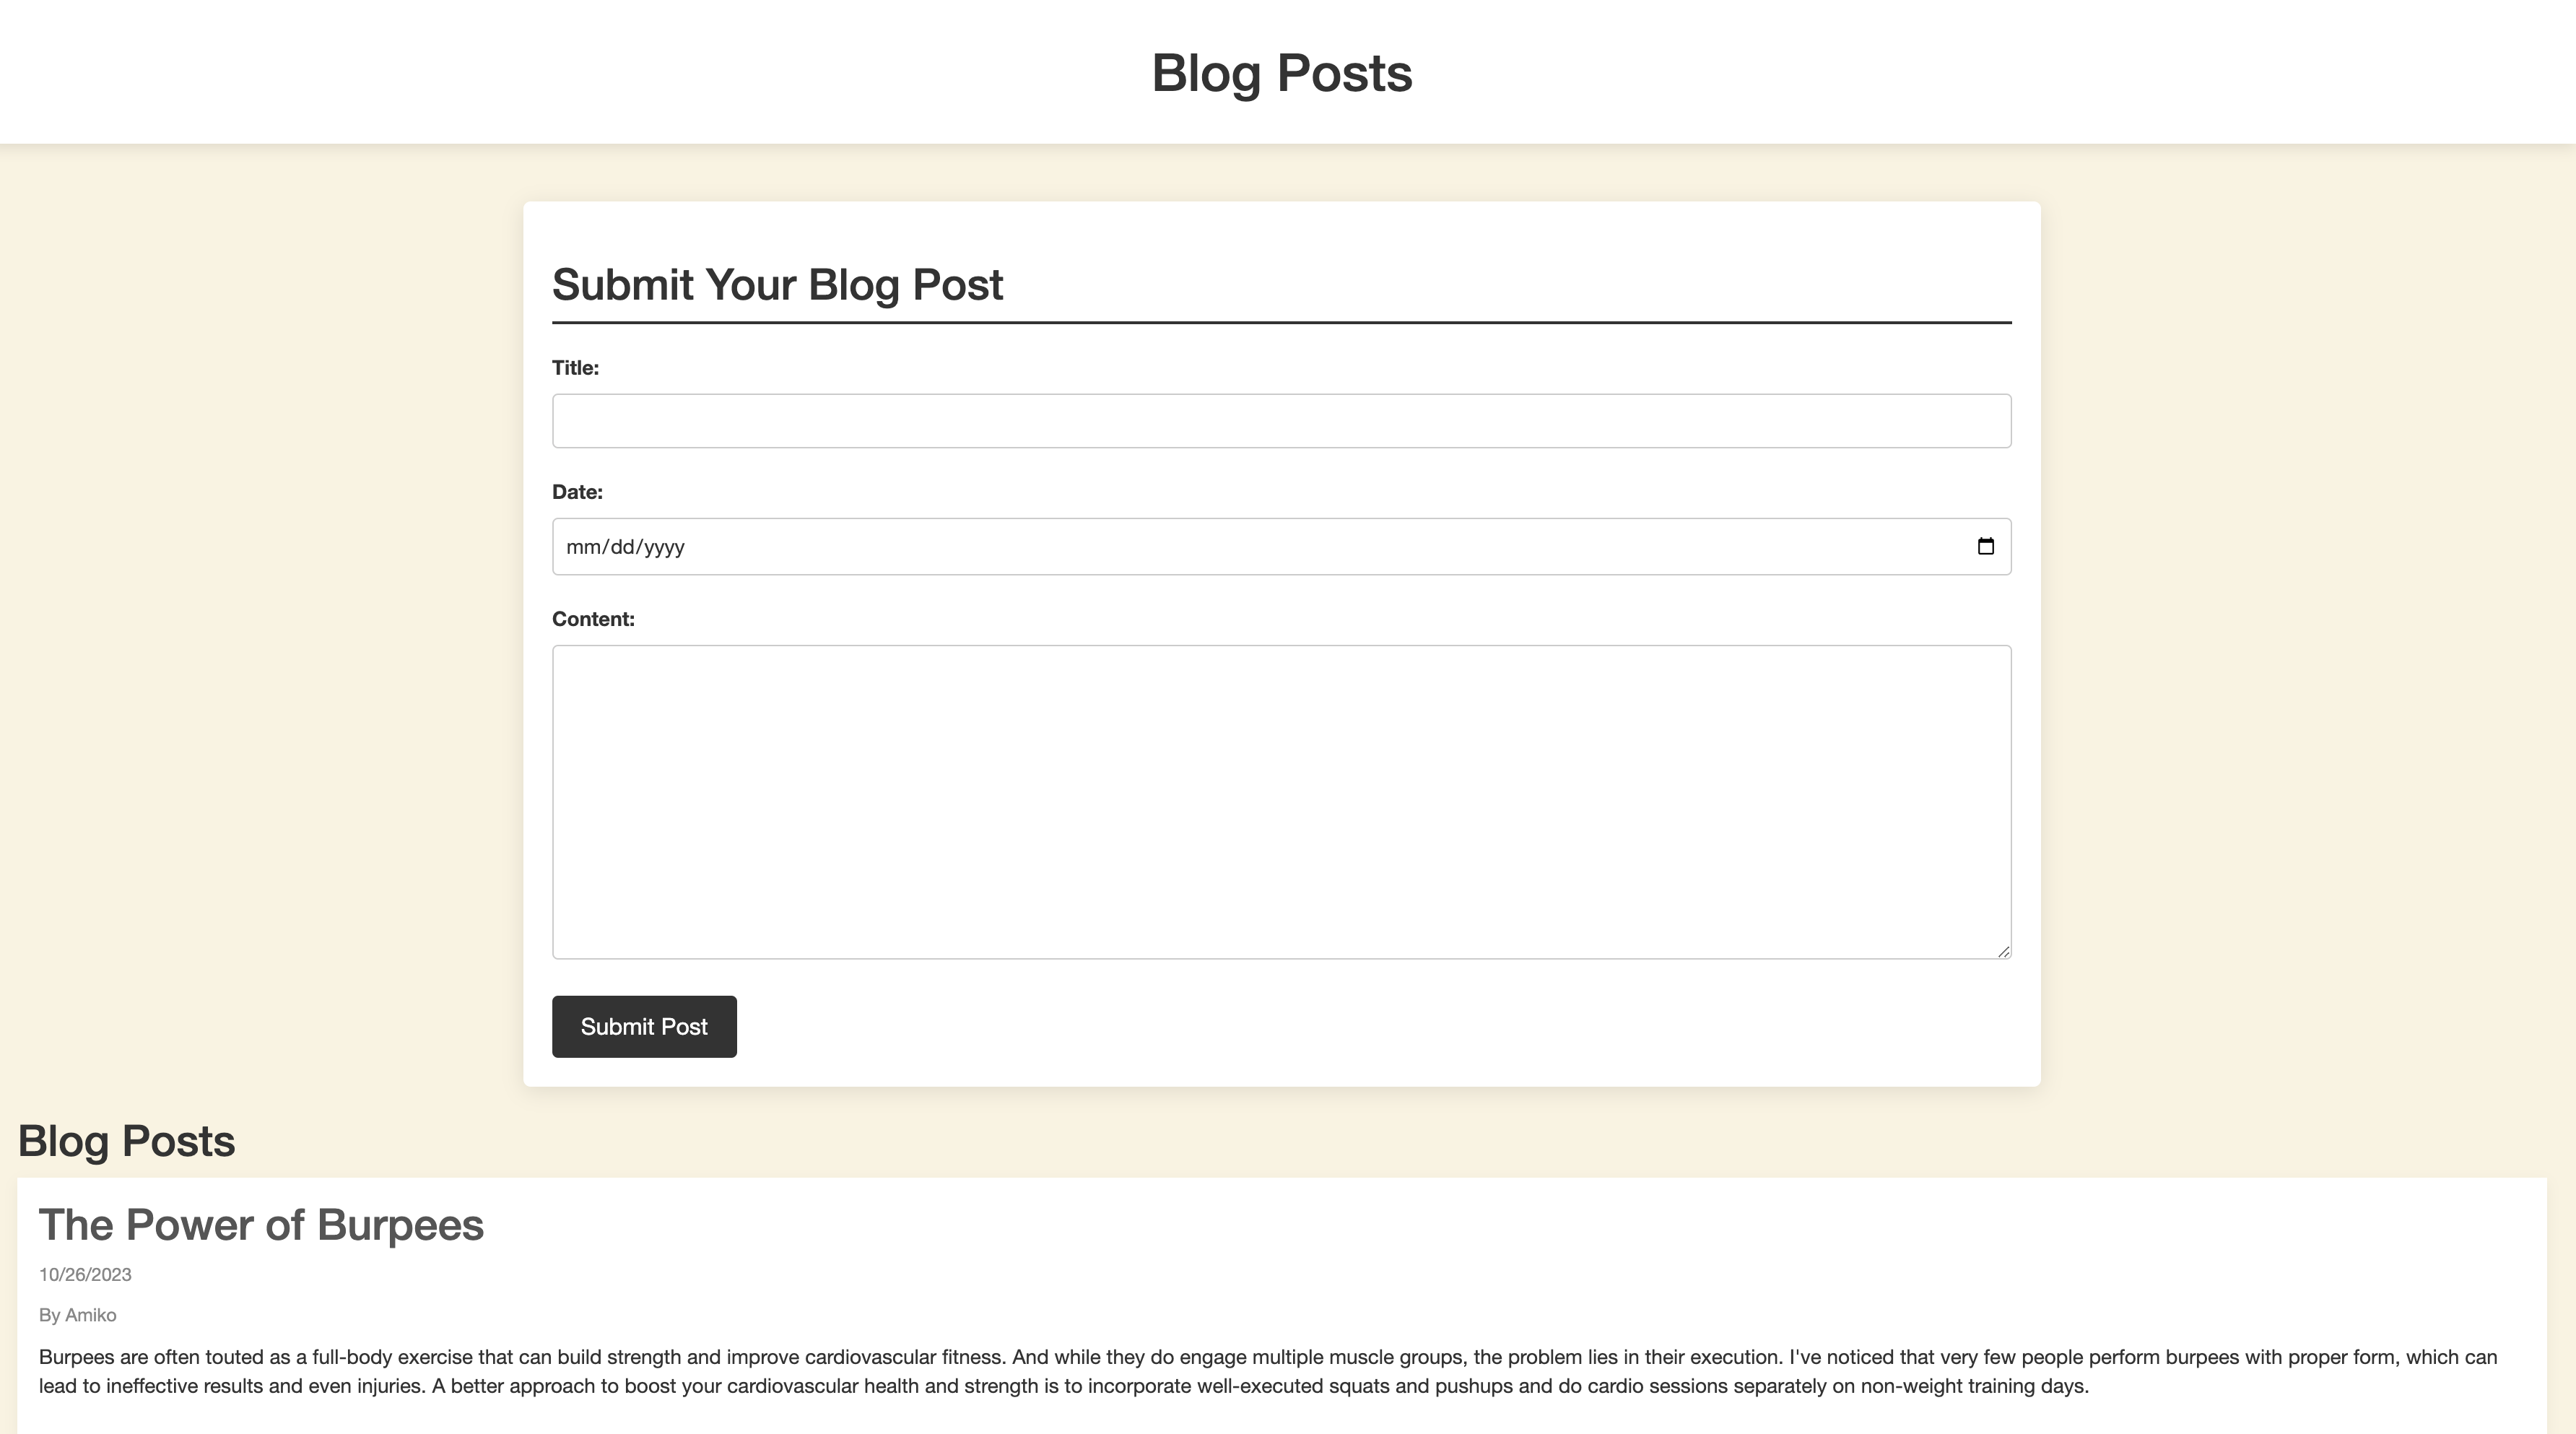 Blog Posts
Submit Your Blog Post
Title:
Date:
mm/dd/yyyy
Content:
Submit Post
Blog Posts
The Power of Burpees
10/26/2023
By Amiko
Burpees are often touted as a full-body exercise that can build strength and improve cardiovascular fitness. And while they do engage multiple muscle groups, the problem lies in their execution. I've noticed that very few people perform burpees with proper form, which can
lead to ineffective results and even injuries. A better approach to boost your cardiovascular health and strength is to incorporate well-executed squats and pushups and do cardio sessions separately on non-weight training days.